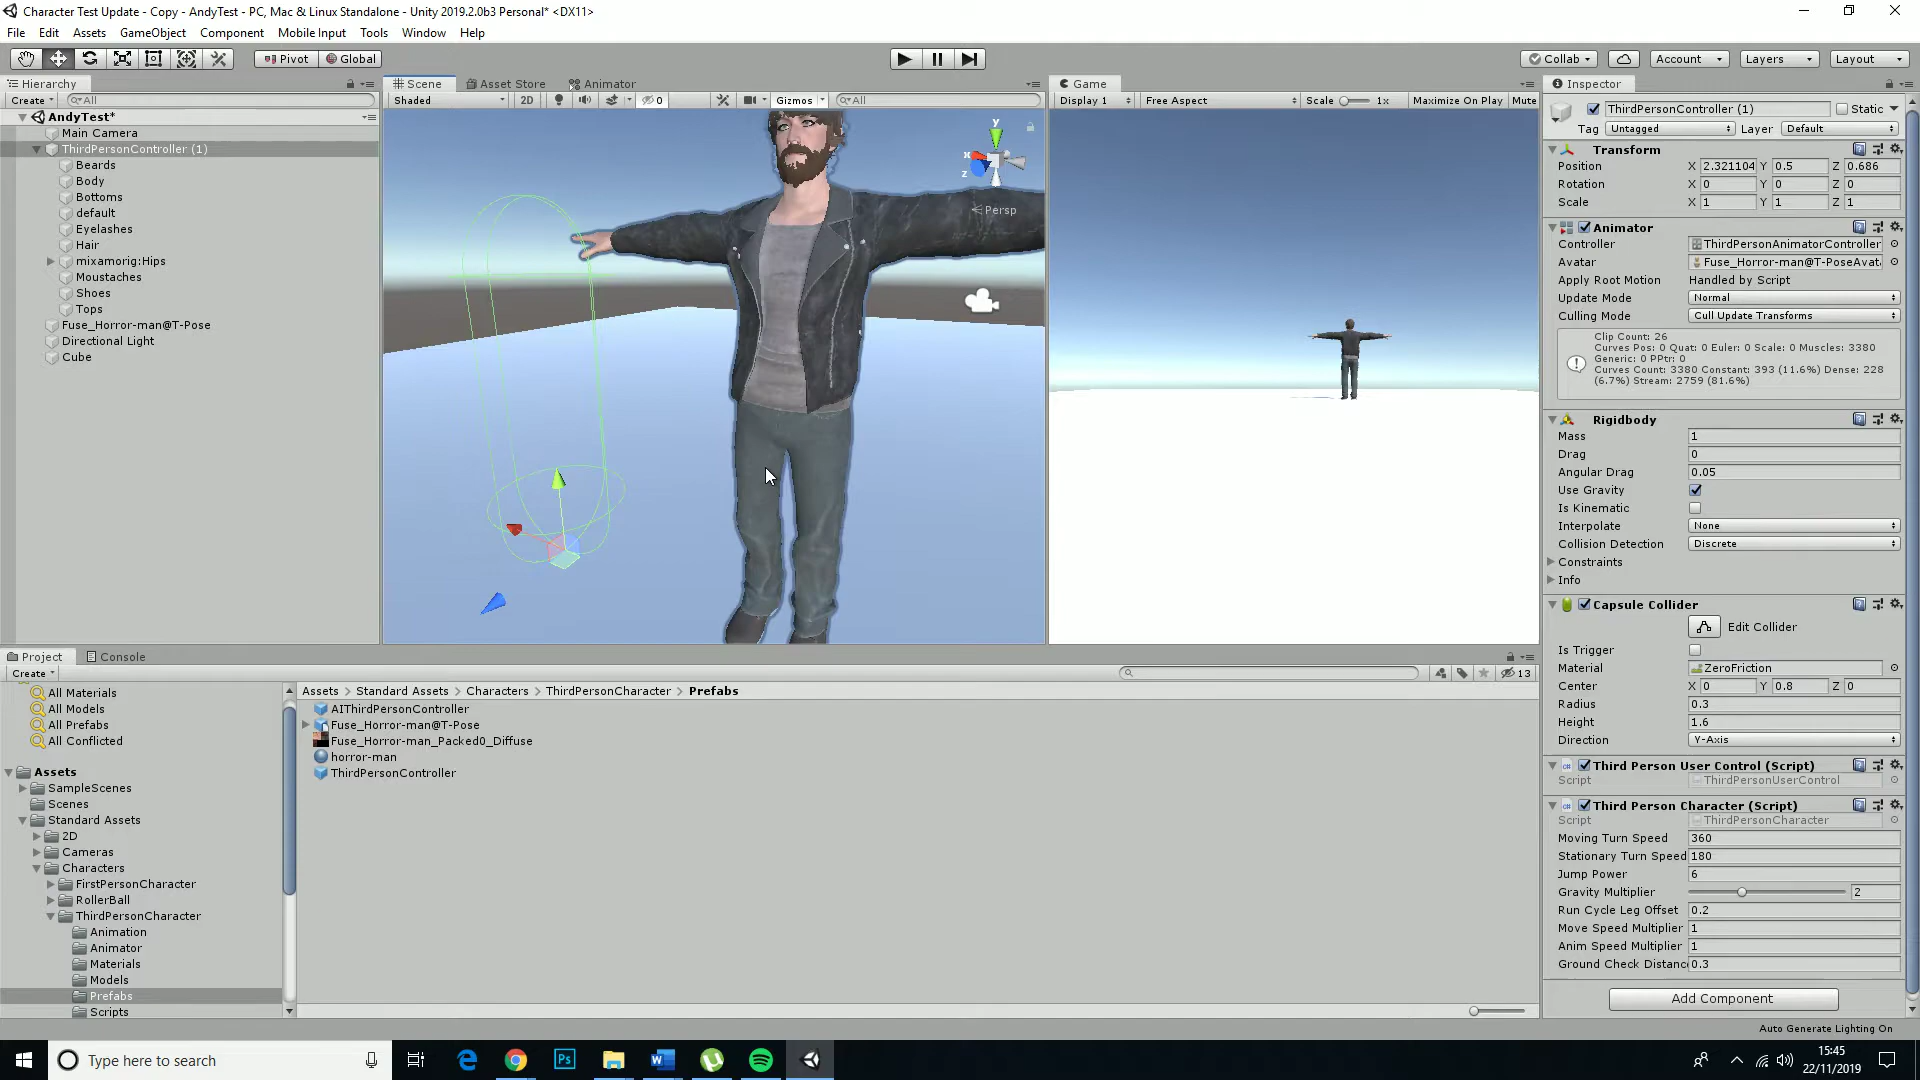 Character Test Update - Copy - AndyTest - PC, Mac & Linux Standalone - Unity 2019.2.0b3 Personal* <DX11>
File Edit Assets GameObject Component Mobile Input Tools Window Help
Pivot Global Collab Account Layers Layout
Hierarchy
Create All
AndyTest*
Main Camera
ThirdPersonController (1)
Beards
Body
Bottoms
default
Eyelashes
Hair
mixamorig:Hips
Moustaches
Shoes
Tops
Fuse_Horror-man@T-Pose
Directional Light
Cube
Scene Asset Store Animator
Shaded 2D 0 Gizmos All
y
x
z
Persp
Game
Display 1 Free Aspect Scale 1x Maximize On Play Mute
Inspector
ThirdPersonController (1) Static
Tag Untagged Layer Default
Transform
Position X 2.321104 Y 0.5 Z 0.686
Rotation X 0 Y 0 Z 0
Scale X 1 Y 1 Z 1
Animator
Controller ThirdPersonAnimatorController
Avatar Fuse_Horror-man@T-PoseAvat
Apply Root Motion Handled by Script
Update Mode Normal
Culling Mode Cull Update Transforms
Clip Count: 26
Curves Pos: 0 Quat: 0 Euler: 0 Scale: 0 Muscles: 3380
Generic: 0 PPtr: 0
Curves Count: 3380 Constant: 393 (11.6%) Dense: 228
(6.7%) Stream: 2759 (81.6%)
Rigidbody
Mass 1
Drag 0
Angular Drag 0.05
Use Gravity
Is Kinematic
Interpolate None
Collision Detection Discrete
Constraints
Info
Capsule Collider
Edit Collider
Is Trigger
Material ZeroFriction
Center X 0 Y 0.8 Z 0
Radius 0.3
Height 1.6
Direction Y-Axis
Third Person User Control (Script)
Script ThirdPersonUserControl
Third Person Character (Script)
Script ThirdPersonCharacter
Moving Turn Speed 360
Stationary Turn Speed 180
Jump Power 6
Gravity Multiplier 2
Run Cycle Leg Offset 0.2
Move Speed Multiplier 1
Anim Speed Multiplier 1
Ground Check Distanc 0.3
Add Component
Project Console
Create 13
All Materials
All Models
All Prefabs
All Conflicted
Assets
SampleScenes
Scenes
Standard Assets
2D
Cameras
Characters
FirstPersonCharacter
RollerBall
ThirdPersonCharacter
Animation
Animator
Materials
Models
Prefabs
Scripts
Assets > Standard Assets > Characters > ThirdPersonCharacter > Prefabs
AIThirdPersonController
Fuse_Horror-man@T-Pose
Fuse_Horror-man_Packed0_Diffuse
horror-man
ThirdPersonController
Auto Generate Lighting On
Type here to search
Ps
15:45
22/11/2019